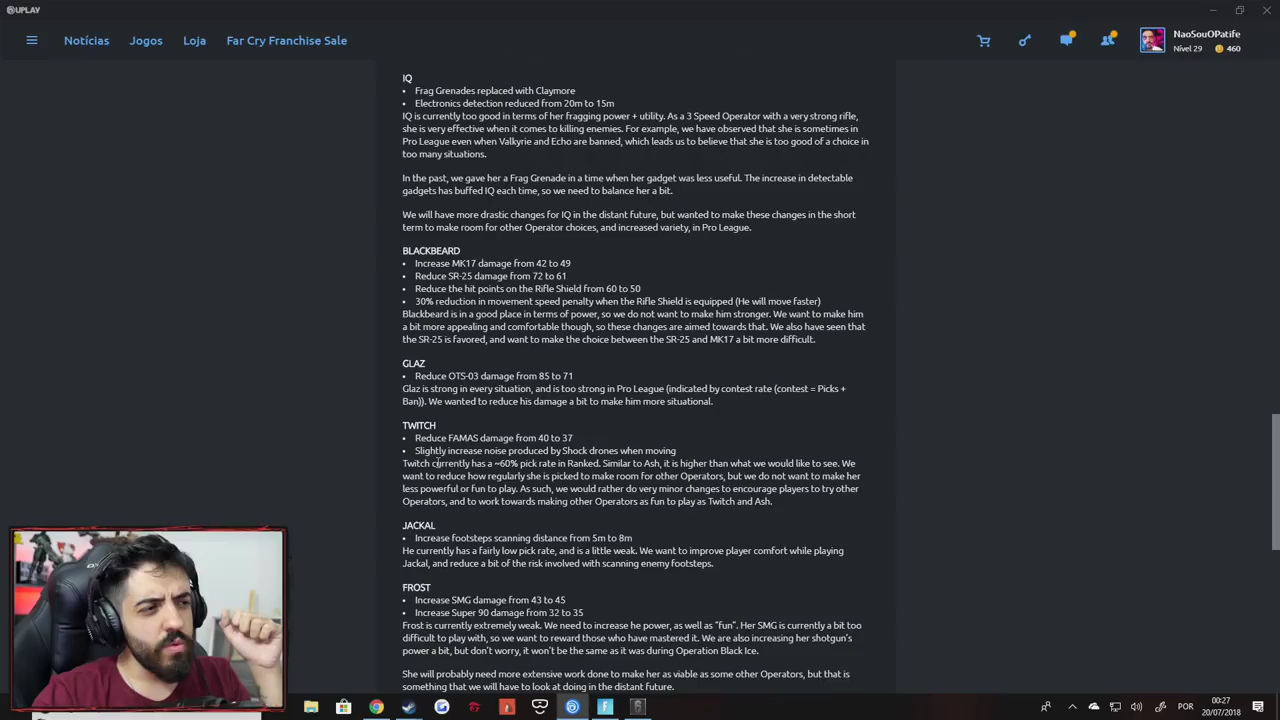 UPLAY
Notícias Jogos Loja Far Cry Franchise Sale
NaoSouOPatife
Nível 29 460
IQ
• Frag Grenades replaced with Claymore
• Electronics detection reduced from 20m to 15m
IQ is currently too good in terms of her fragging power + utility. As a 3 Speed Operator with a very strong rifle,
she is very effective when it comes to killing enemies. For example, we have observed that she is sometimes in
Pro League even when Valkyrie and Echo are banned, which leads us to believe that she is too good of a choice in
too many situations.
In the past, we gave her a Frag Grenade in a time when her gadget was less useful. The increase in detectable
gadgets has buffed IQ each time, so we need to balance her a bit.
We will have more drastic changes for IQ in the distant future, but wanted to make these changes in the short
term to make room for other Operator choices, and increased variety, in Pro League.
BLACKBEARD
• Increase MK17 damage from 42 to 49
• Reduce SR-25 damage from 72 to 61
• Reduce the hit points on the Rifle Shield from 60 to 50
• 30% reduction in movement speed penalty when the Rifle Shield is equipped (He will move faster)
Blackbeard is in a good place in terms of power, so we do not want to make him stronger. We want to make him
a bit more appealing and comfortable though, so these changes are aimed towards that. We also have seen that
the SR-25 is favored, and want to make the choice between the SR-25 and MK17 a bit more difficult.
GLAZ
• Reduce OTS-03 damage from 85 to 71
Glaz is strong in every situation, and is too strong in Pro League (indicated by contest rate (contest = Picks +
Ban)). We wanted to reduce his damage a bit to make him more situational.
TWITCH
• Reduce FAMAS damage from 40 to 37
• Slightly increase noise produced by Shock drones when moving
Twitch currently has a ~60% pick rate in Ranked. Similar to Ash, it is higher than what we would like to see. We
want to reduce how regularly she is picked to make room for other Operators, but we do not want to make her
less powerful or fun to play. As such, we would rather do very minor changes to encourage players to try other
Operators, and to work towards making other Operators as fun to play as Twitch and Ash.
JACKAL
• Increase footsteps scanning distance from 5m to 8m
He currently has a fairly low pick rate, and is a little weak. We want to improve player comfort while playing
Jackal, and reduce a bit of the risk involved with scanning enemy footsteps.
FROST
• Increase SMG damage from 43 to 45
• Increase Super 90 damage from 32 to 35
Frost is currently extremely weak. We need to increase he power, as well as "fun". Her SMG is currently a bit too
difficult to play with, so we want to reward those who have mastered it. We are also increasing her shotgun's
power a bit, but don't worry, it won't be the same as it was during Operation Black Ice.
She will probably need more extensive work done to make her as viable as some other Operators, but that is
something that we will have to look at doing in the distant future.
POR
00:27
20/07/2018